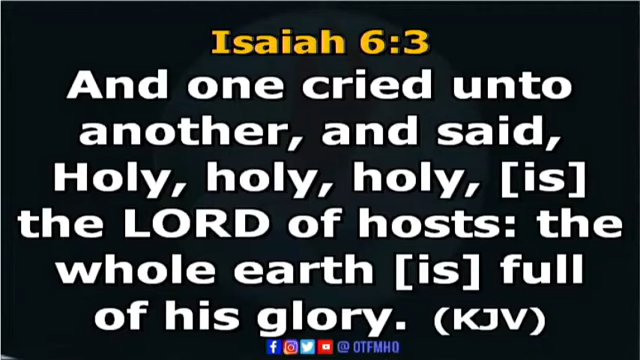 Isaiah 6:3
And one cried unto
another, and said,
Holy, holy, holy, [is]
the LORD of hosts: the
whole earth [is] full
of his glory. (KJV)
@ OTFMHO